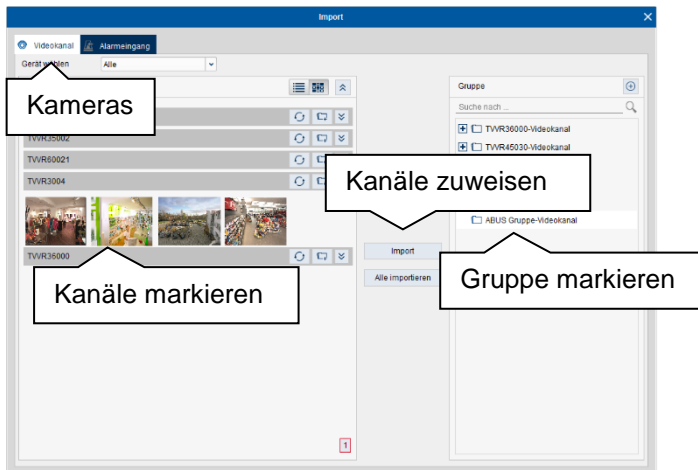 Import
Videokanal
Alarmeingang
Gerät wählen
Alle
Kameras
TVVR35002
TVVR60021
TVVR3004
TVVR36000
Kanäle markieren
1
Kanäle zuweisen
Import
Alle importieren
Gruppe
Suche nach ...
TVVR36000-Videokanal
TVVR45030-Videokanal
ABUS Gruppe-Videokanal
Gruppe markieren